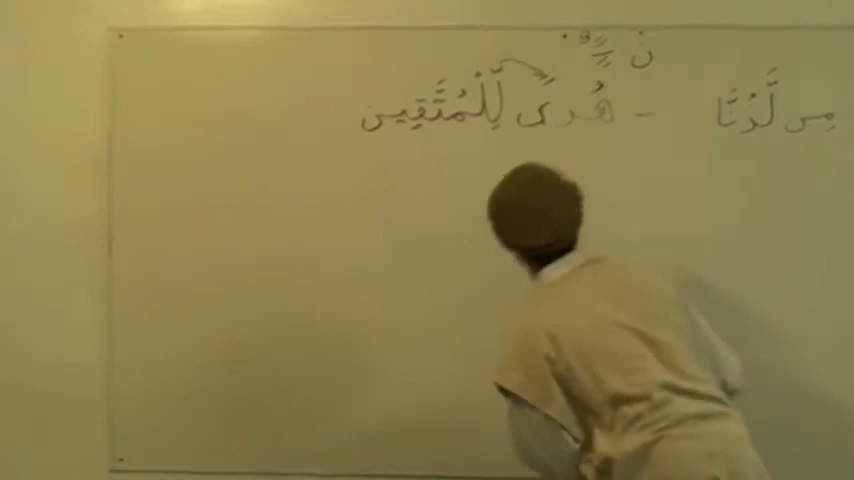 نْ ـًـٍـٌ
مِن لَّدُنَّا - هُدًى لِّلْمُتَّقِين